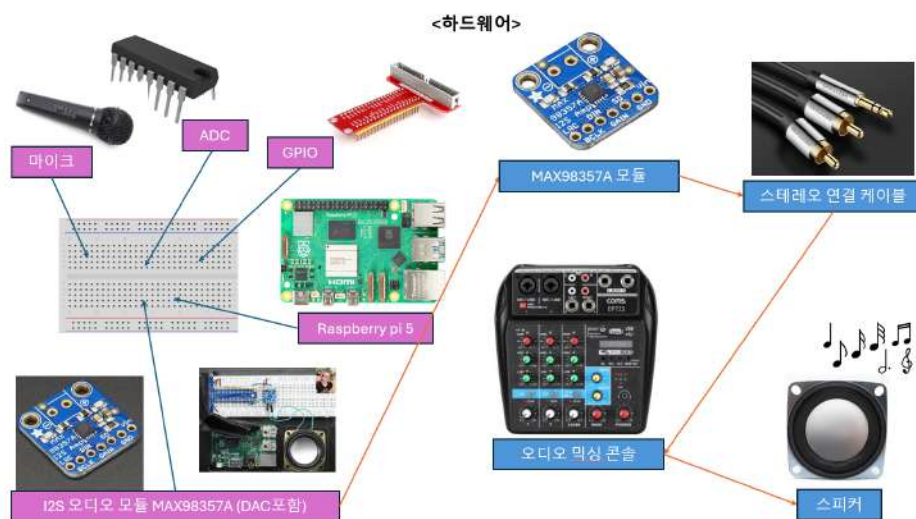 <하드웨어>
마이크
ADC
GPIO
MAX98357A 모듈
스테레오 연결 케이블
Raspberry pi 5
HDMI
오디오 믹싱 콘솔
I2S 오디오 모듈 MAX98357A (DAC포함)
스피커